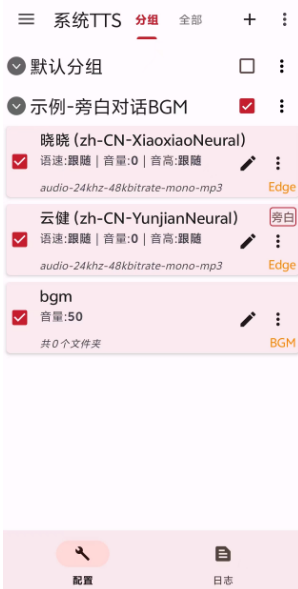 系统TTS 分组 全部
默认分组
示例-旁白对话BGM
晓晓 (zh-CN-XiaoxiaoNeural)
语速:跟随 | 音量:0 | 音高:跟随
audio-24khz-48kbitrate-mono-mp3 Edge
云健 (zh-CN-YunjianNeural) 旁白
语速:跟随 | 音量:0 | 音高:跟随
audio-24khz-48kbitrate-mono-mp3 Edge
bgm
音量:50
共0个文件夹 BGM
配置 日志